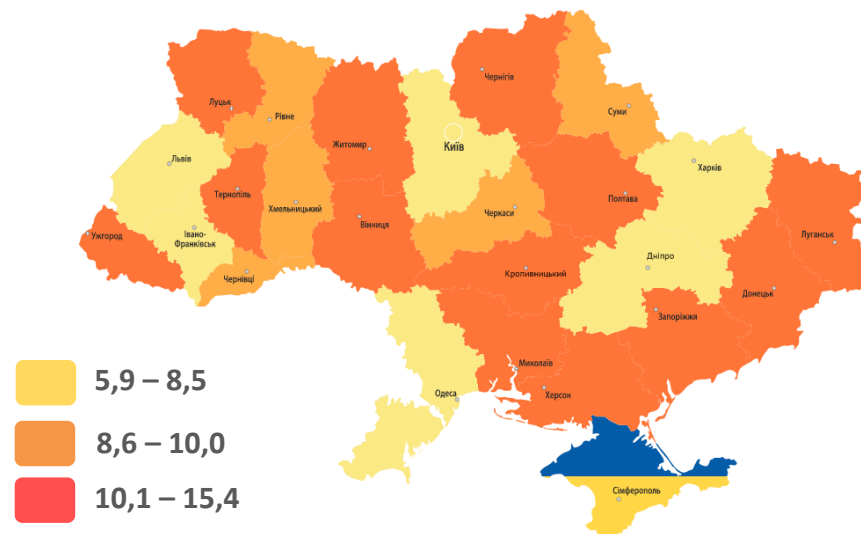 Чернігів
Луцьк
Рівне
Суми
Житомир
Київ
Львів
Харків
Тернопіль
Хмельницький
Полтава
Черкаси
Вінниця
Івано-
Франківськ
Ужгород
Луганськ
Дніпро
Чернівці
Кропивницький
Донецьк
Запоріжжя
Миколаїв
Херсон
Одеса
5,9 – 8,5
8,6 – 10,0
10,1 – 15,4
Сімферополь